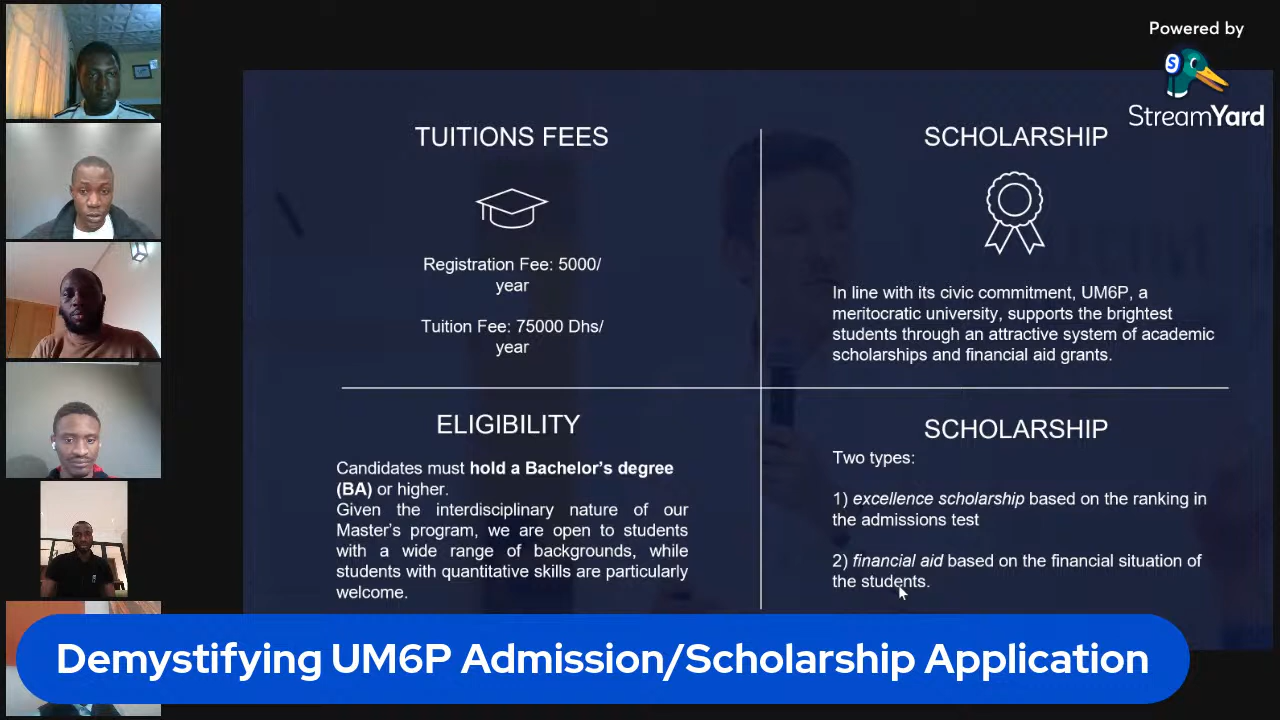 Powered by
StreamYard
TUITIONS FEES
Registration Fee: 5000/
year
Tuition Fee: 75000 Dhs/
year
SCHOLARSHIP
In line with its civic commitment, UM6P, a
meritocratic university, supports the brightest
students through an attractive system of academic
scholarships and financial aid grants.
ELIGIBILITY
Candidates must hold a Bachelor's degree
(BA) or higher.
Given the interdisciplinary nature of our
Master's program, we are open to students
with a wide range of backgrounds, while
students with quantitative skills are particularly
welcome.
SCHOLARSHIP
Two types:
1) excellence scholarship based on the ranking in
the admissions test
2) financial aid based on the financial situation of
the students.
Demystifying UM6P Admission/Scholarship Application